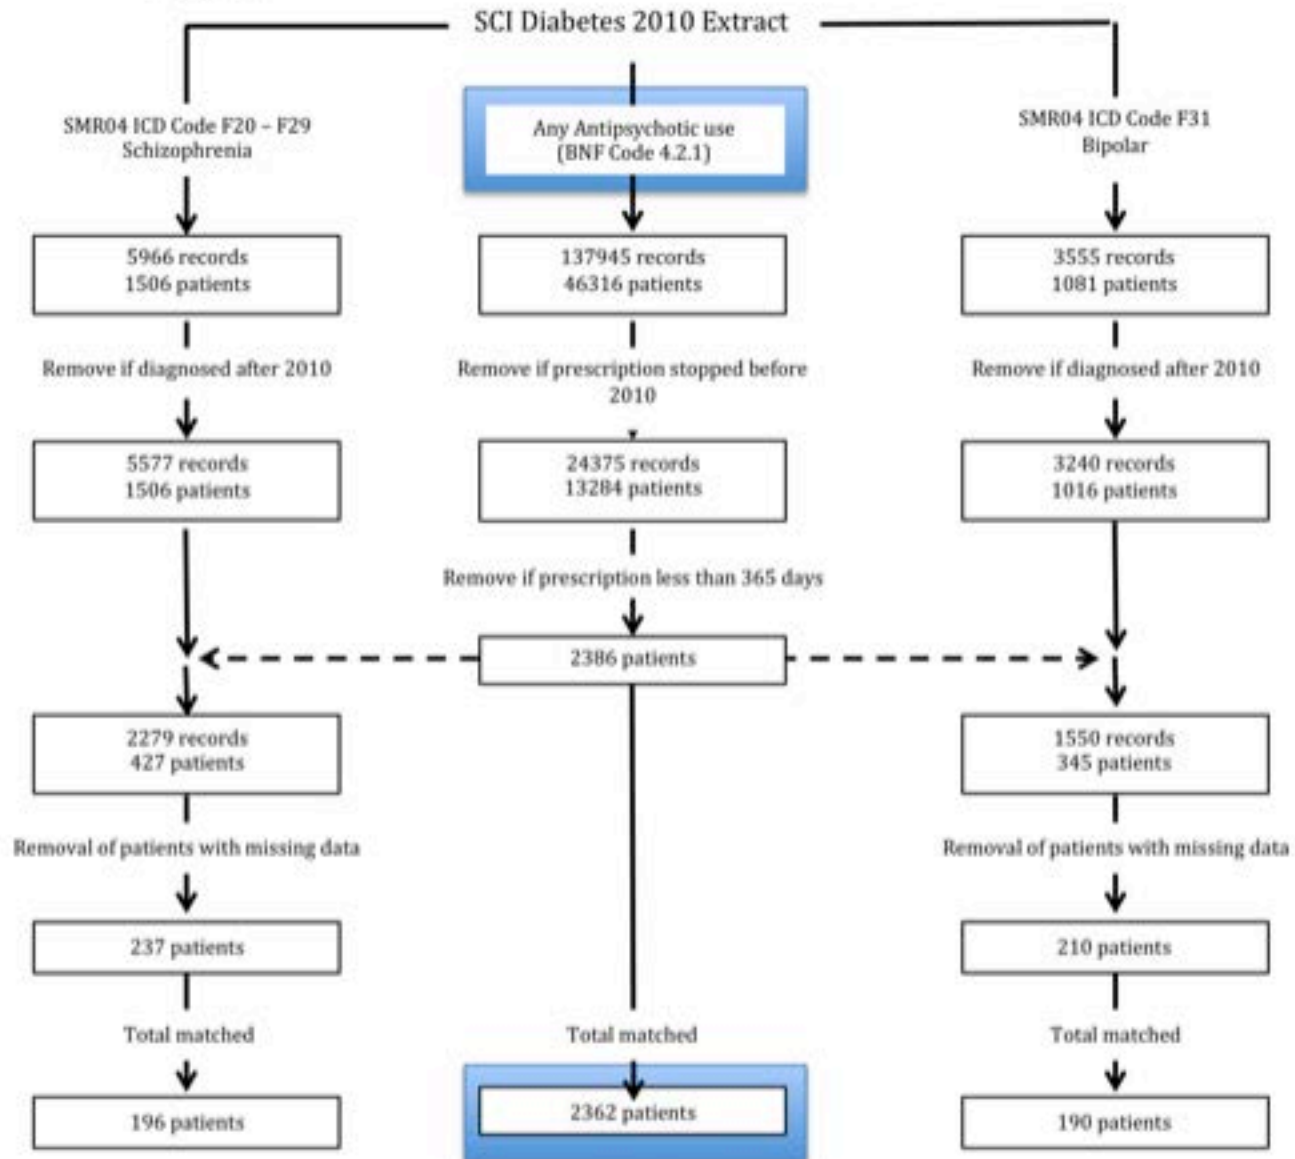 SCI Diabetes 2010 Extract
SMR04 ICD Code F20 – F29
Schizophrenia
Any Antipsychotic use
(BNF Code 4.2.1)
SMR04 ICD Code F31
Bipolar
5966 records
1506 patients
137945 records
46316 patients
3555 records
1081 patients
Remove if diagnosed after 2010
Remove if prescription stopped before
2010
Remove if diagnosed after 2010
5577 records
1506 patients
24375 records
13284 patients
3240 records
1016 patients
Remove if prescription less than 365 days
2386 patients
2279 records
427 patients
1550 records
345 patients
Removal of patients with missing data
Removal of patients with missing data
237 patients
210 patients
Total matched
Total matched
Total matched
196 patients
2362 patients
190 patients